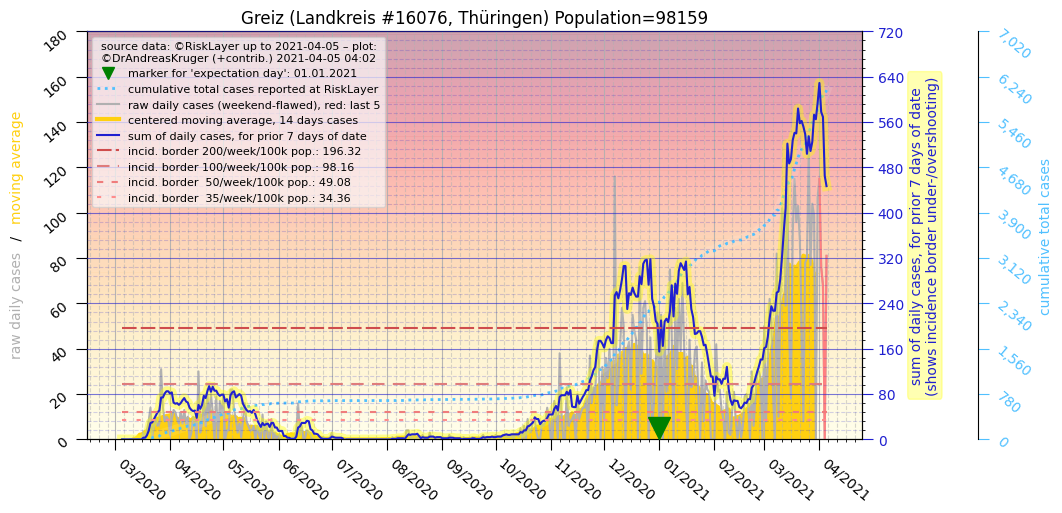 Greiz (Landkreis #16076, Thüringen) Population=98159
source data: ©RiskLayer up to 2021-04-05 – plot:
©DrAndreasKruger (+contrib.) 2021-04-05 04:02
marker for 'expectation day': 01.01.2021
cumulative total cases reported at RiskLayer
raw daily cases (weekend-flawed), red: last 5
centered moving average, 14 days cases
sum of daily cases, for prior 7 days of date
incid. border 200/week/100k pop.: 196.32
incid. border 100/week/100k pop.: 98.16
incid. border  50/week/100k pop.: 49.08
incid. border  35/week/100k pop.: 34.36
raw daily cases  /  moving average
180
160
140
120
100
80
60
40
20
0
03/2020
04/2020
05/2020
06/2020
07/2020
08/2020
09/2020
10/2020
11/2020
12/2020
01/2021
02/2021
03/2021
04/2021
720
640
560
480
400
320
240
160
80
0
sum of daily cases, for prior 7 days of date
(shows incidence border under-/overshooting)
7,020
6,240
5,460
4,680
3,900
3,120
2,340
1,560
780
0
cumulative total cases